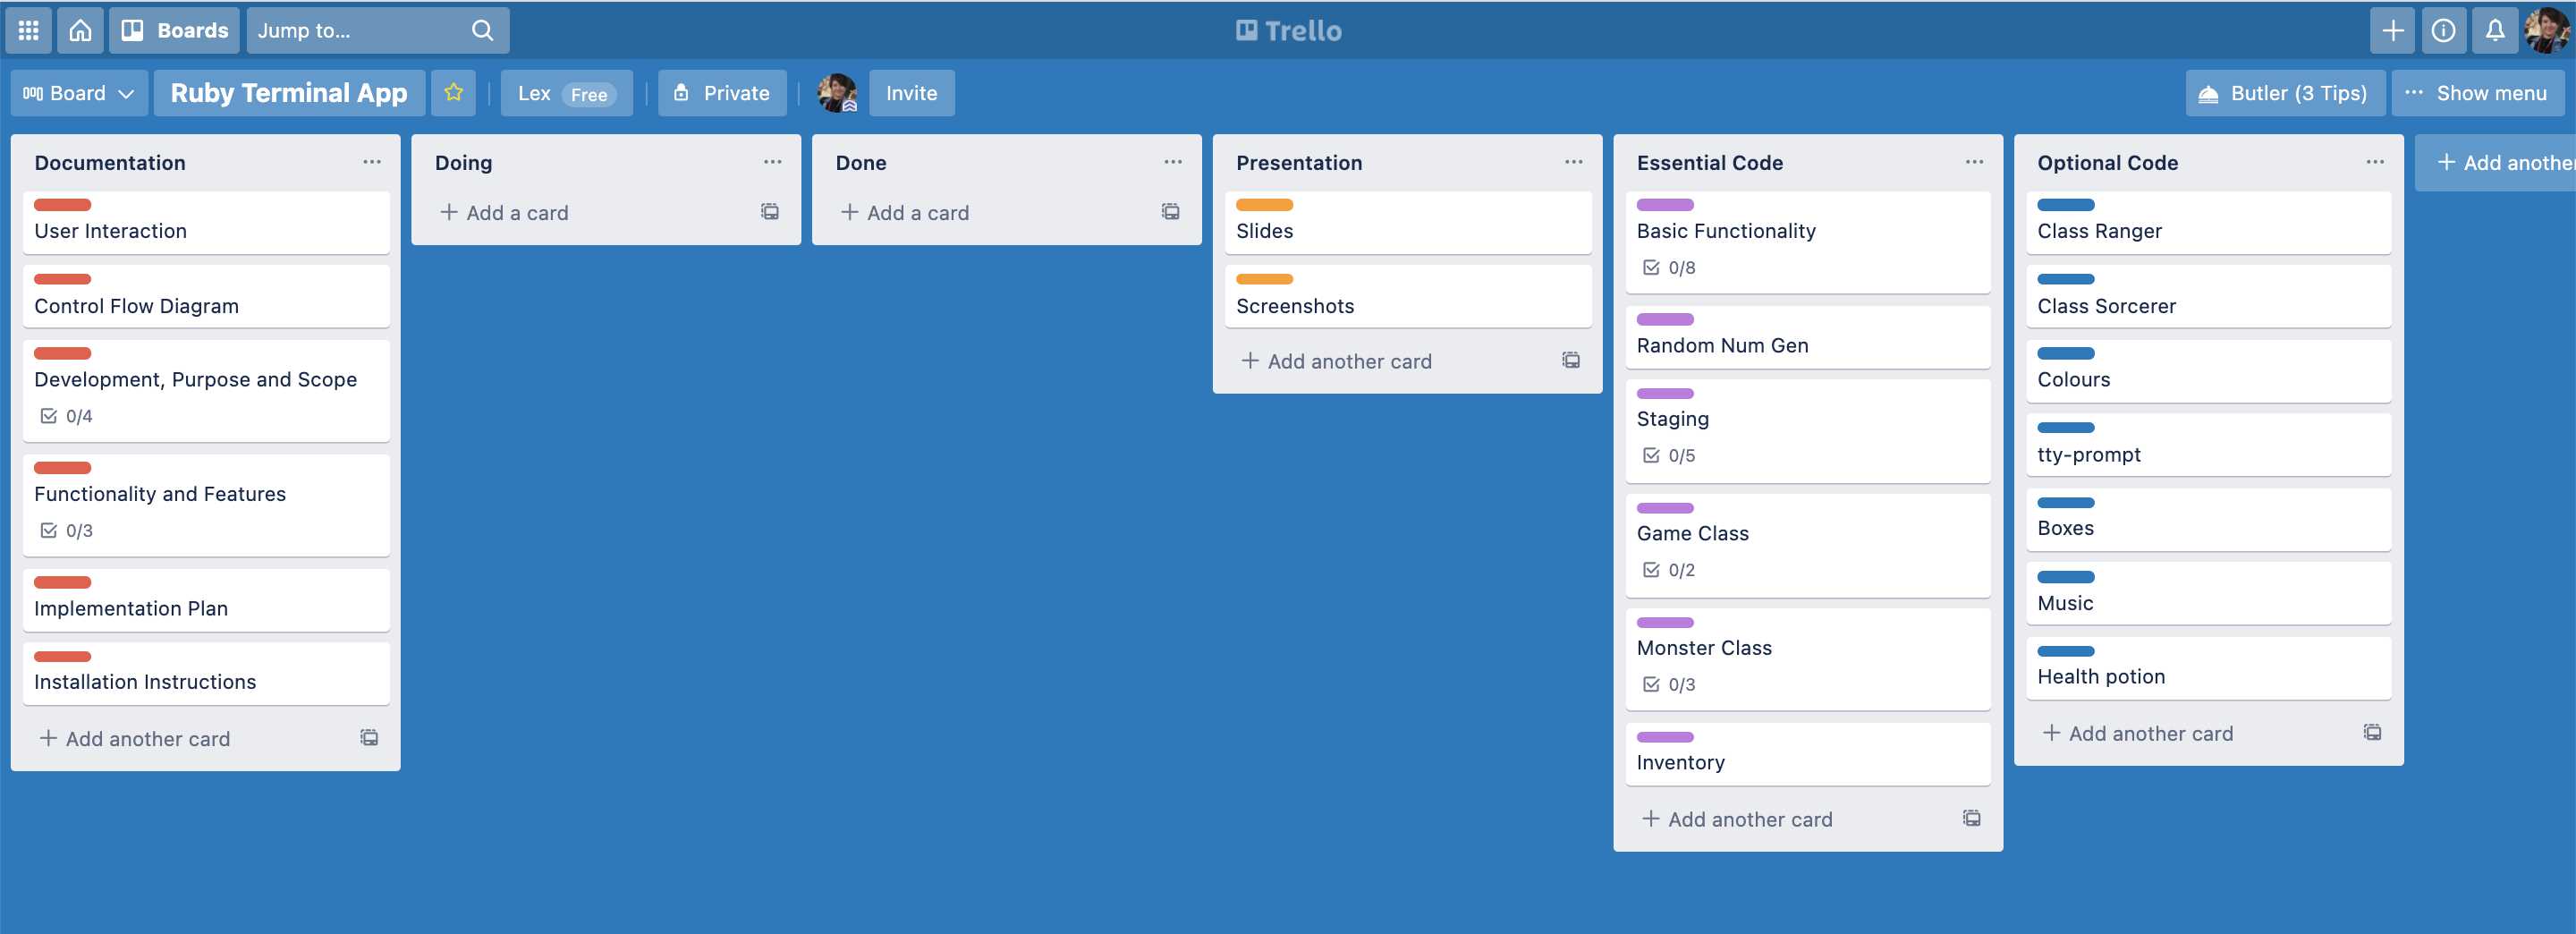 Boards
Jump to...
Trello
Board
Ruby Terminal App
Lex Free
Private
Invite
Butler (3 Tips)
... Show menu
Documentation
User Interaction
Control Flow Diagram
Development, Purpose and Scope
0/4
Functionality and Features
0/3
Implementation Plan
Installation Instructions
+ Add another card
Doing
+ Add a card
Done
+ Add a card
Presentation
Slides
Screenshots
+ Add another card
Essential Code
Basic Functionality
0/8
Random Num Gen
Staging
0/5
Game Class
0/2
Monster Class
0/3
Inventory
+ Add another card
Optional Code
Class Ranger
Class Sorcerer
Colours
tty-prompt
Boxes
Music
Health potion
+ Add another card
+ Add another